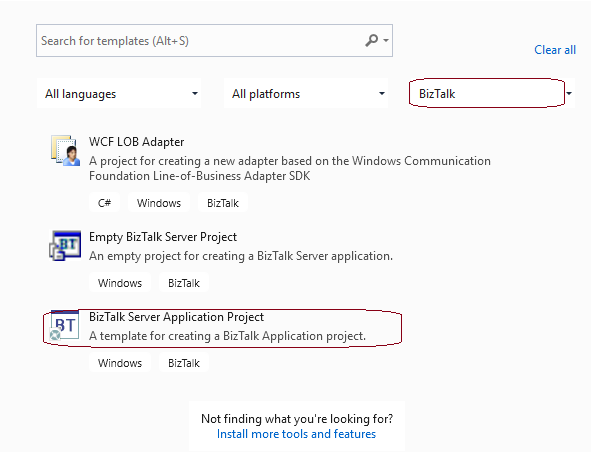 Search for templates (Alt+S)
Clear all
All languages
All platforms
BizTalk
WCF LOB Adapter
A project for creating a new adapter based on the Windows Communication
Foundation Line-of-Business Adapter SDK
C# Windows BizTalk
BT
Empty BizTalk Server Project
An empty project for creating a BizTalk Server application.
Windows BizTalk
BT
BizTalk Server Application Project
A template for creating a BizTalk Application project.
Windows BizTalk
Not finding what you're looking for?
Install more tools and features